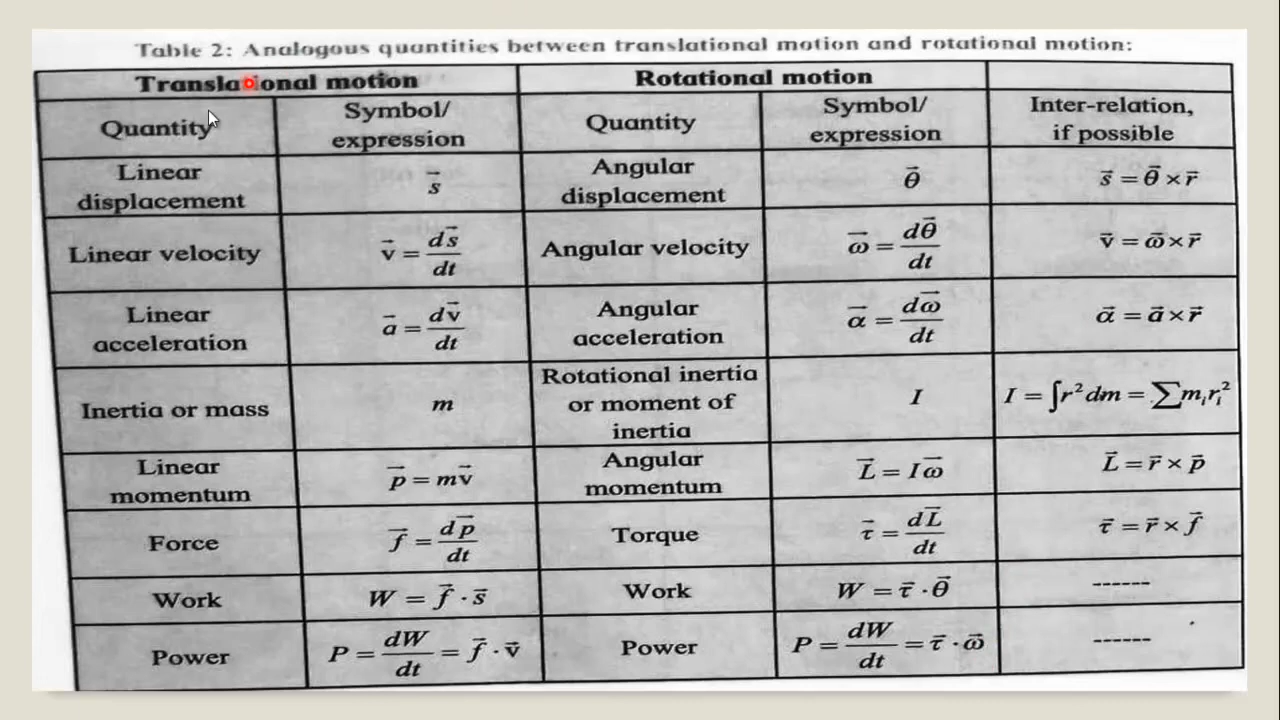 Table 2: Analogous quantities between translational motion and rotational motion:
Translational motion
Rotational motion
Quantity
Symbol/
expression
Quantity
Symbol/
expression
Inter-relation,
if possible
Linear
displacement
s⃗
Angular
displacement
θ⃗
s⃗ = θ⃗ × r⃗
Linear velocity
v⃗ = ds⃗/dt
Angular velocity
ω⃗ = dθ⃗/dt
v⃗ = ω⃗ × r⃗
Linear
acceleration
a⃗ = dv⃗/dt
Angular
acceleration
α⃗ = dω⃗/dt
α⃗ = α⃗ × r⃗
Inertia or mass
m
Rotational inertia
or moment of
inertia
I
I = ∫r² dm = ∑mᵢrᵢ²
Linear
momentum
p⃗ = mv⃗
Angular
momentum
L⃗ = Iω⃗
L⃗ = r⃗ × p⃗
Force
f⃗ = dp⃗/dt
Torque
τ⃗ = dL⃗/dt
τ⃗ = r⃗ × f⃗
Work
W = f⃗ · s⃗
Work
W = τ⃗ · θ⃗
------
Power
P = dW/dt = f⃗ · v⃗
Power
P = dW/dt = τ⃗ · ω⃗
------